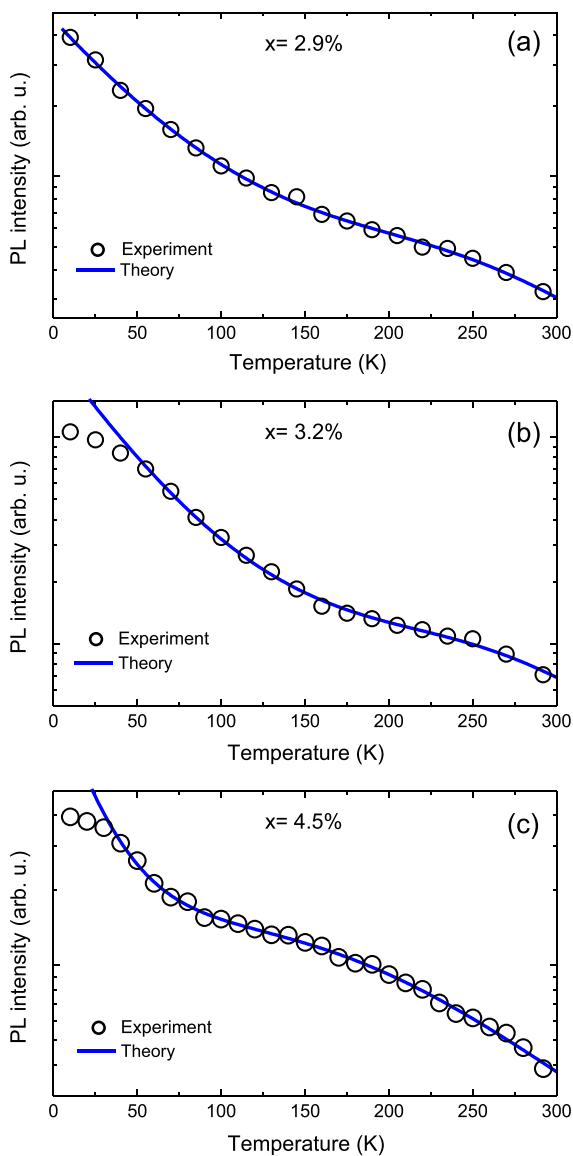 x= 2.9%
(a)
PL intensity (arb. u.)
Experiment
Theory
0 50 100 150 200 250 300
Temperature (K)
x= 3.2%
(b)
PL intensity (arb. u.)
Experiment
Theory
0 50 100 150 200 250 300
Temperature (K)
x= 4.5%
(c)
PL intensity (arb. u.)
Experiment
Theory
0 50 100 150 200 250 300
Temperature (K)